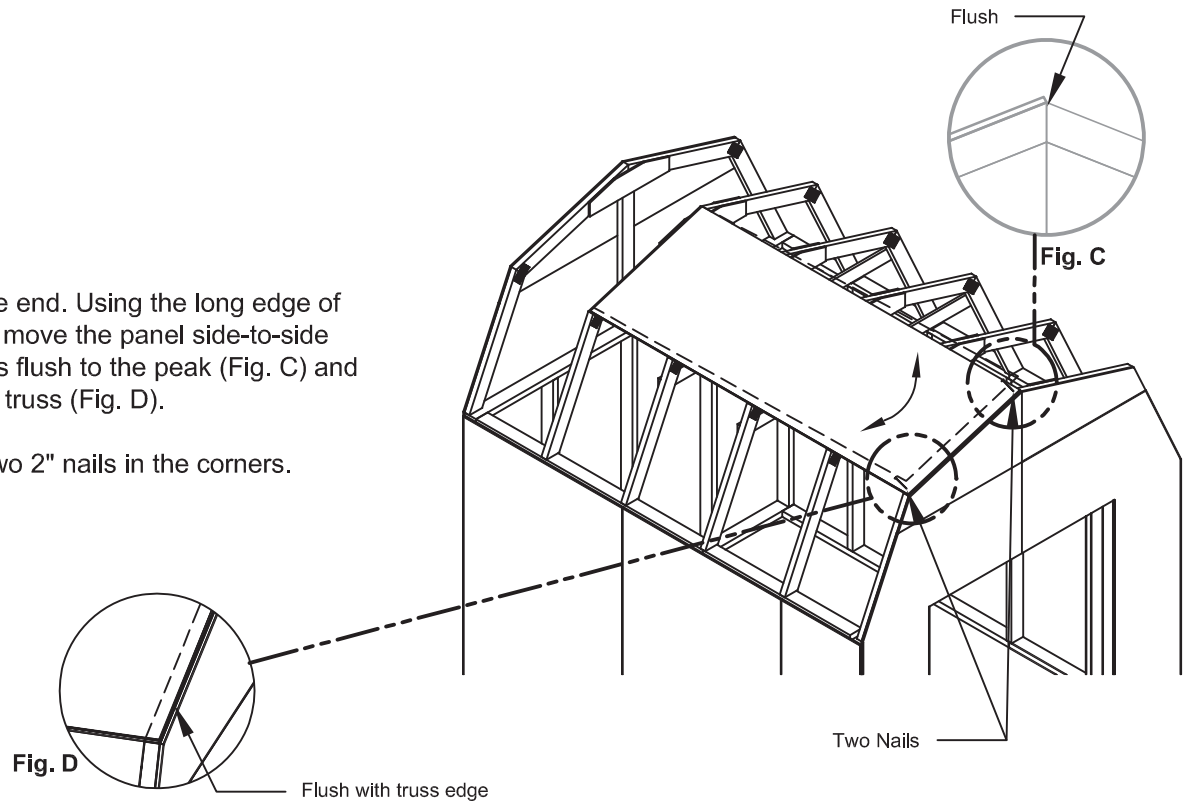 Flush
Fig. C
end. Using the long edge of
move the panel side-to-side
flush to the peak (Fig. C) and
truss (Fig. D).
2" nails in the corners.
Fig. D
Two Nails
Flush with truss edge